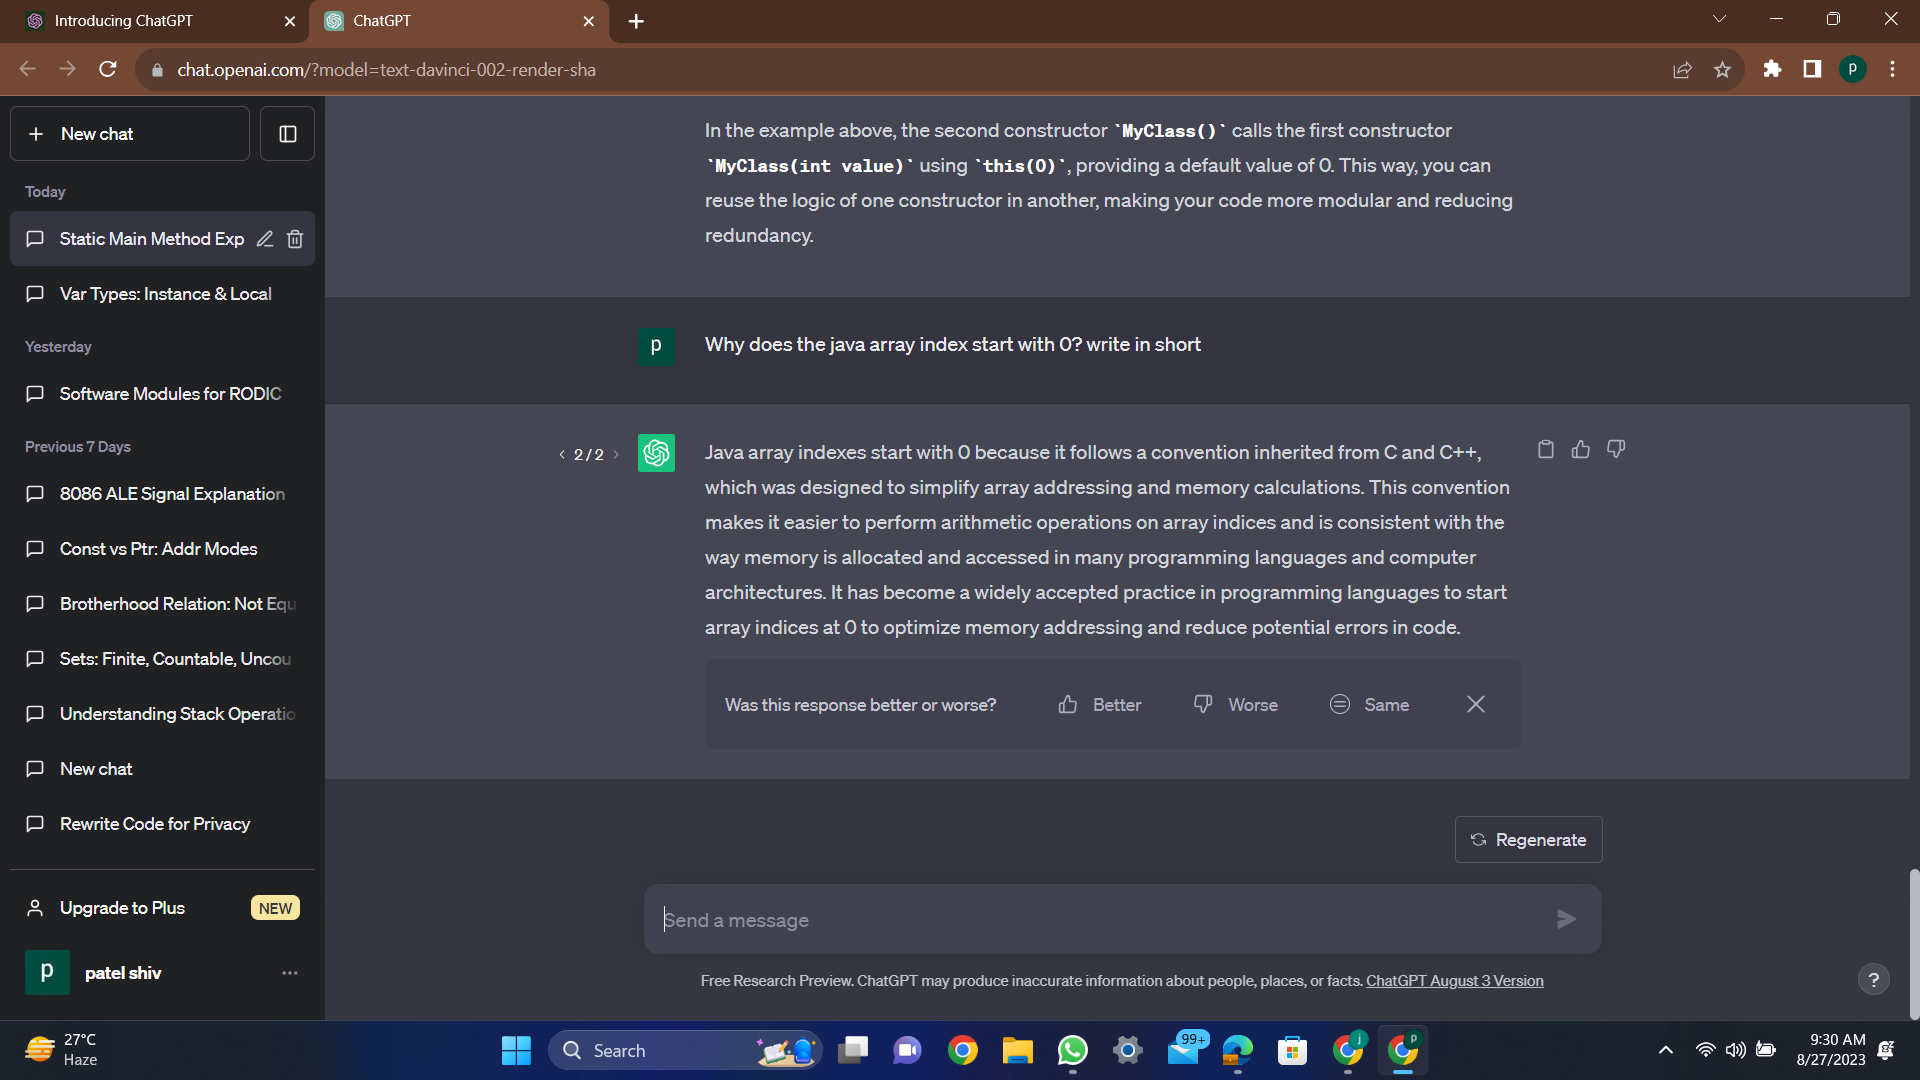 Introducing ChatGPT
ChatGPT
chat.openai.com/?model=text-davinci-002-render-sha
p
New chat
Today
Static Main Method Exp
Var Types: Instance & Local
Yesterday
Software Modules for RODIC
Previous 7 Days
8086 ALE Signal Explanation
Const vs Ptr: Addr Modes
Brotherhood Relation: Not Equ
Sets: Finite, Countable, Uncou
Understanding Stack Operatio
New chat
Rewrite Code for Privacy
Upgrade to Plus NEW
p patel shiv
In the example above, the second constructor `MyClass()` calls the first constructor
`MyClass(int value)` using `this(0)`, providing a default value of 0. This way, you can
reuse the logic of one constructor in another, making your code more modular and reducing
redundancy.
p Why does the java array index start with 0? write in short
2 / 2
Java array indexes start with 0 because it follows a convention inherited from C and C++,
which was designed to simplify array addressing and memory calculations. This convention
makes it easier to perform arithmetic operations on array indices and is consistent with the
way memory is allocated and accessed in many programming languages and computer
architectures. It has become a widely accepted practice in programming languages to start
array indices at 0 to optimize memory addressing and reduce potential errors in code.
Was this response better or worse? Better Worse Same
Regenerate
Send a message
Free Research Preview. ChatGPT may produce inaccurate information about people, places, or facts. ChatGPT August 3 Version
?
27°C
Haze
Search
99+
j
p
9:30 AM
8/27/2023